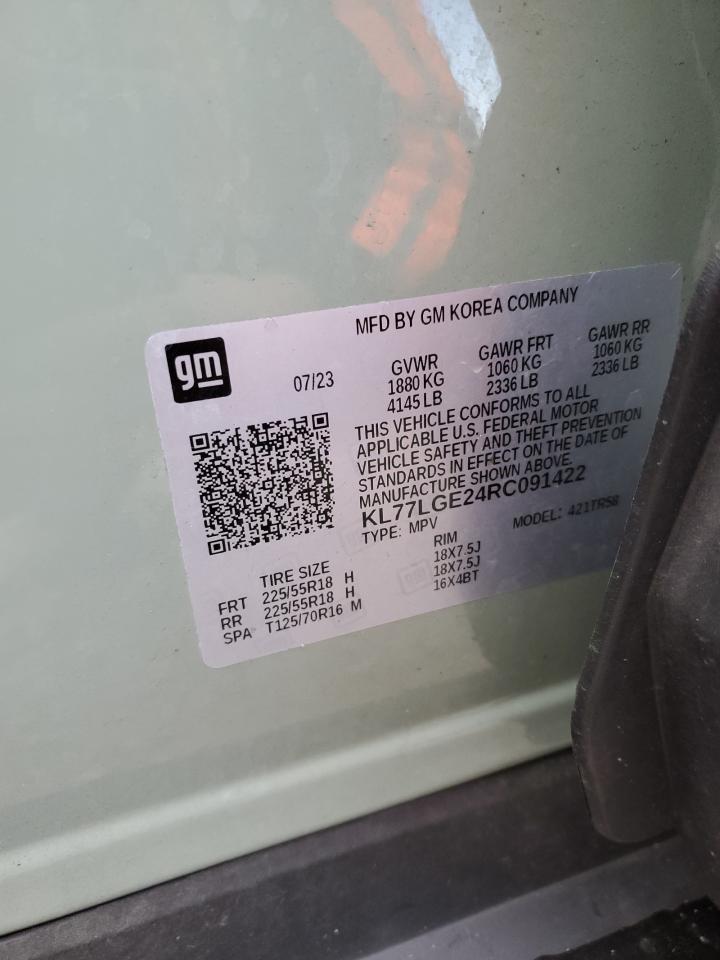 MFD BY GM KOREA COMPANY
gm
07/23
GVWR
1880 KG
4145 LB
GAWR FRT
1060 KG
2336 LB
GAWR RR
1060 KG
2336 LB
THIS VEHICLE CONFORMS TO ALL
APPLICABLE U.S. FEDERAL MOTOR
VEHICLE SAFETY AND THEFT PREVENTION
STANDARDS IN EFFECT ON THE DATE OF
MANUFACTURE SHOWN ABOVE.
KL77LGE24RC091422
TYPE: MPV MODEL: 421TR58
TIRE SIZE RIM
FRT 225/55R18 H 18X7.5J
RR 225/55R18 H 18X7.5J
SPA T125/70R16 M 16X4BT